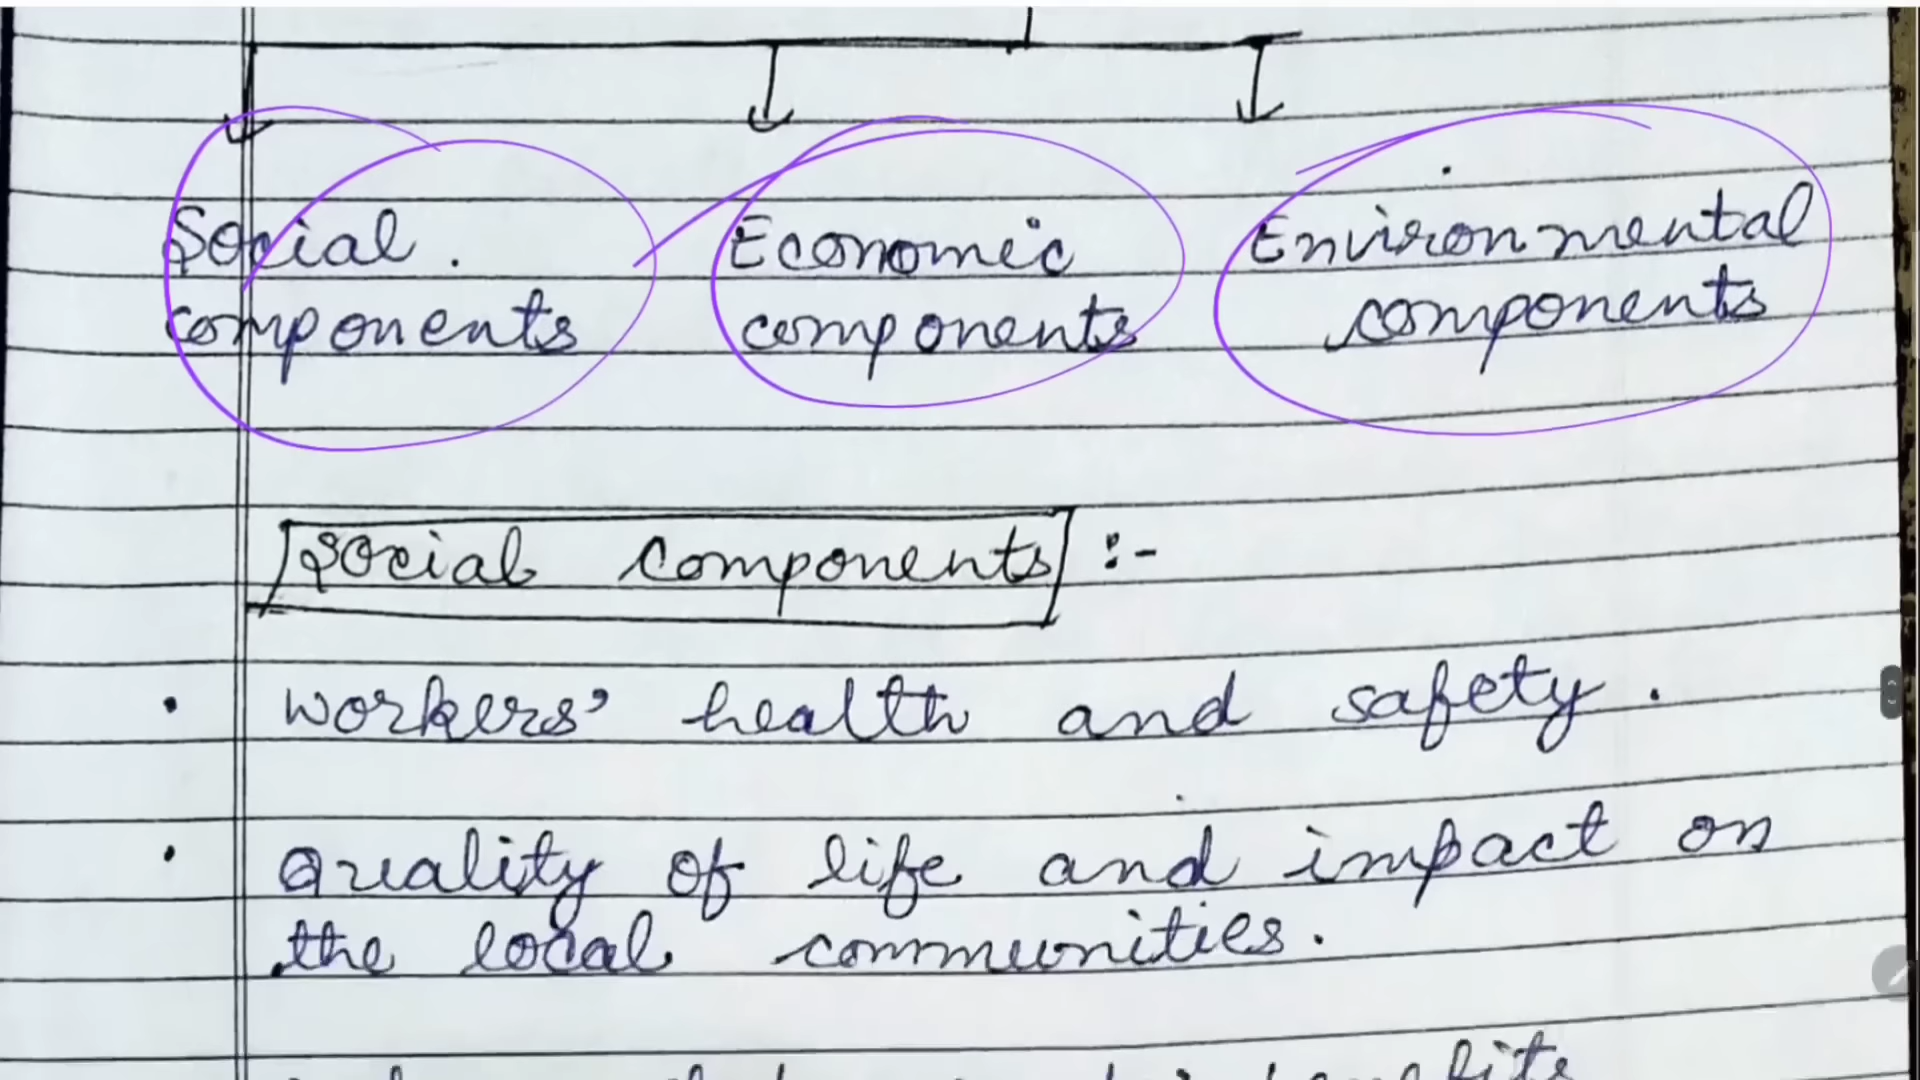 Social.
Economic
Environmental
components
components
components
Social components :-
• workers' health and safety.
• Quality of life and impact on
the local communities.
benefits